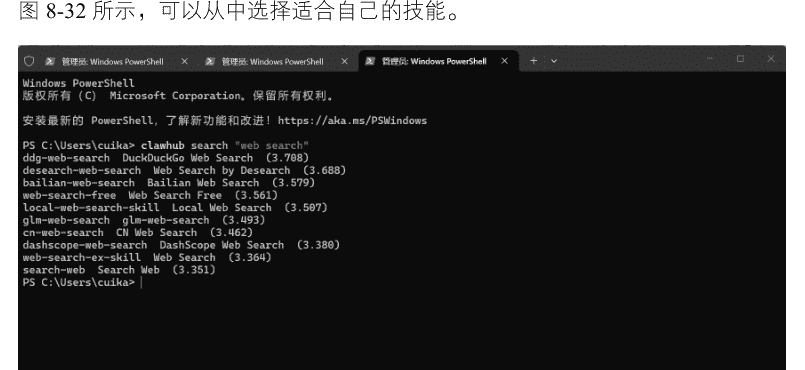 图 8-32 所示，可以从中选择适合自己的技能。
管理员: Windows PowerShell
管理员: Windows PowerShell
管理员: Windows PowerShell
Windows PowerShell
版权所有 (C) Microsoft Corporation。保留所有权利。
安装最新的 PowerShell，了解新功能和改进！https://aka.ms/PSWindows
PS C:\Users\cuika> clawhub search "web search"
ddg-web-search  DuckDuckGo Web Search  (3.708)
desearch-web-search  Web Search by Desearch  (3.688)
bailian-web-search  Bailian Web Search  (3.579)
web-search-free  Web Search Free  (3.561)
local-web-search-skill  Local Web Search  (3.507)
glm-web-search  glm-web-search  (3.493)
cn-web-search  CN Web Search  (3.462)
dashscope-web-search  DashScope Web Search  (3.380)
web-search-ex-skill  Web Search  (3.364)
search-web  Search Web  (3.351)
PS C:\Users\cuika>